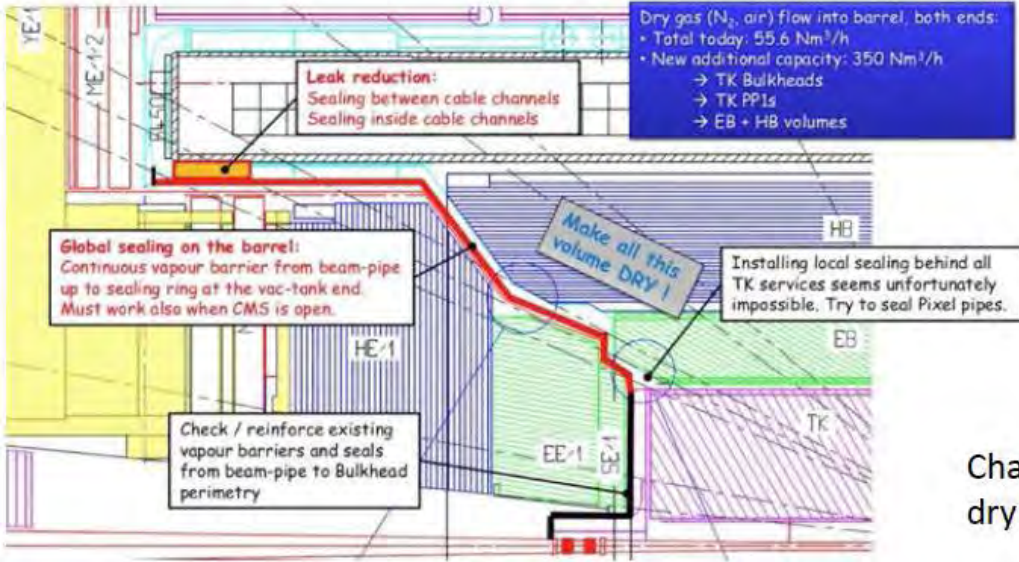 Dry gas (N₂, air) flow into barrel, both ends:
• Total today: 55.6 Nm³/h
• New additional capacity: 350 Nm³/h
→ TK Bulkheads
→ TK PP1s
→ EB + HB volumes
Leak reduction:
Sealing between cable channels
Sealing inside cable channels
ME-1-2
Make all this
volume DRY !
HB
Global sealing on the barrel:
Continuous vapour barrier from beam-pipe
up to sealing ring at the vac-tank end.
Must work also when CMS is open.
Installing local sealing behind all
TK services seems unfortunately
impossible. Try to seal Pixel pipes.
HE-1
EB
Check / reinforce existing
vapour barriers and seals
from beam-pipe to Bulkhead
perimetry
EE-1
TK
Cha
dry